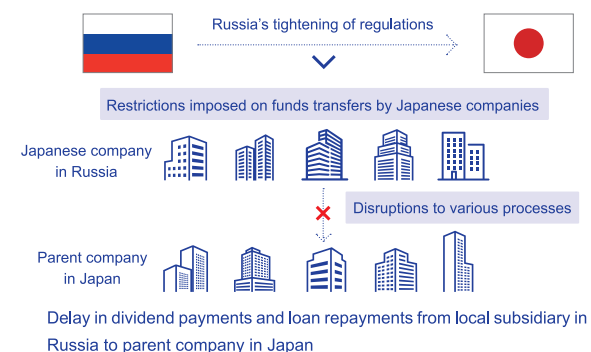 Russia's tightening of regulations
Restrictions imposed on funds transfers by Japanese companies
Japanese company
in Russia
Disruptions to various processes
Parent company
in Japan
Delay in dividend payments and loan repayments from local subsidiary in
Russia to parent company in Japan